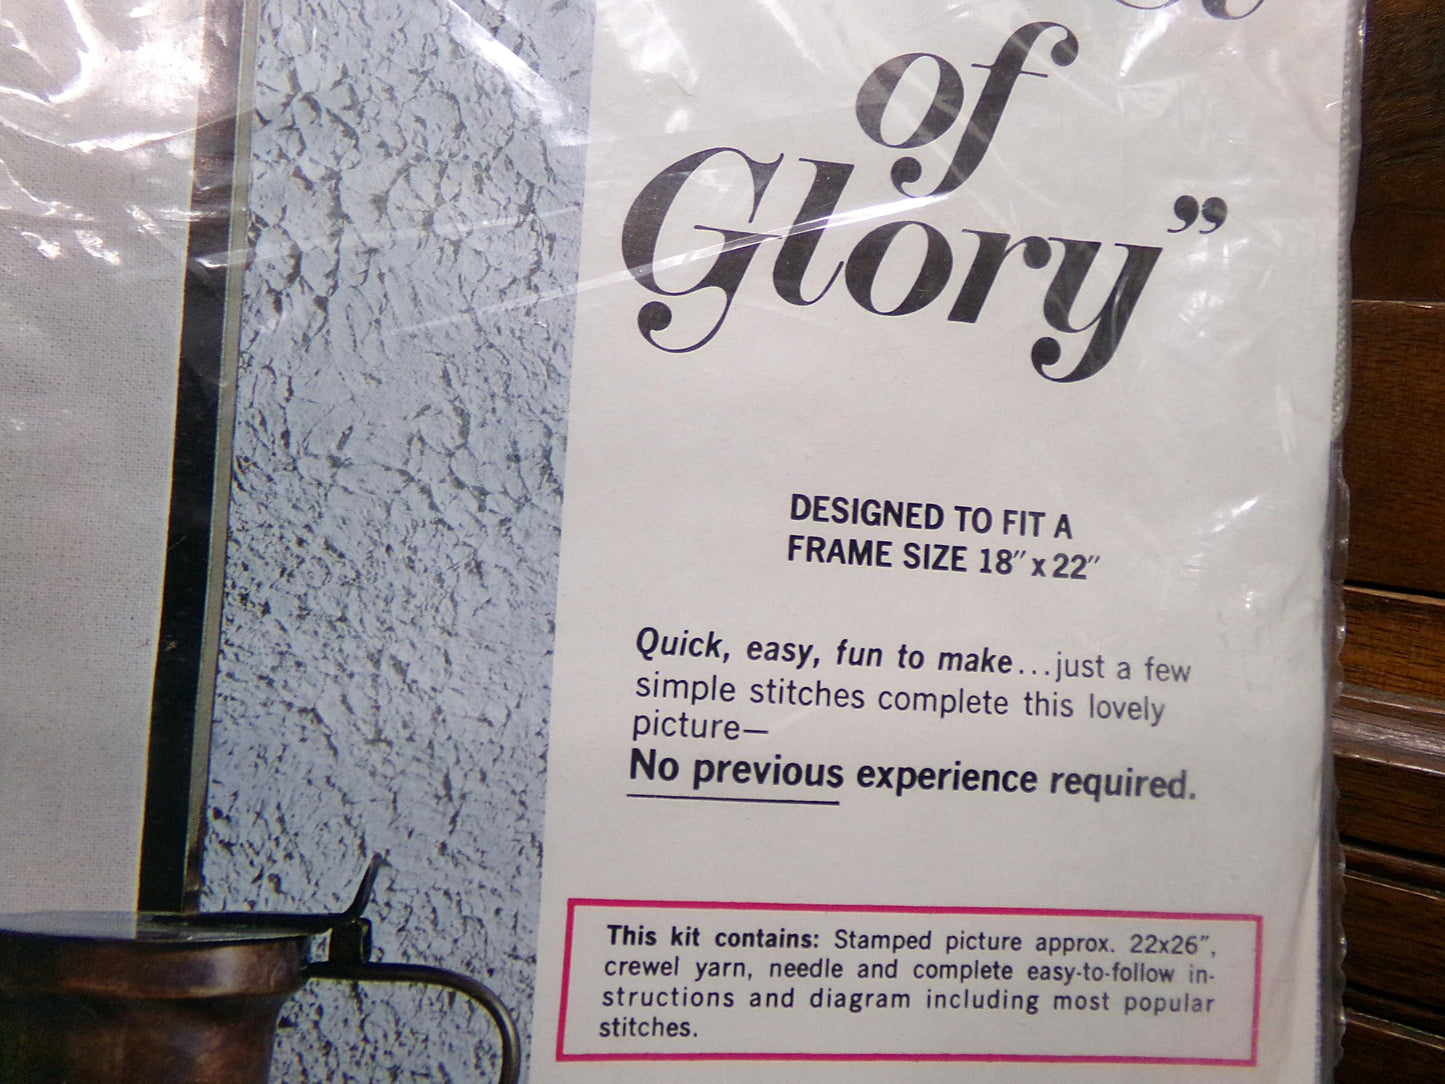 of
Glory”
DESIGNED TO FIT A
FRAME SIZE 18″ x 22″
Quick, easy, fun to make...just a few
simple stitches complete this lovely
picture—
No previous experience required.
This kit contains: Stamped picture approx. 22x26″,
crewel yarn, needle and complete easy-to-follow in-
structions and diagram including most popular
stitches.